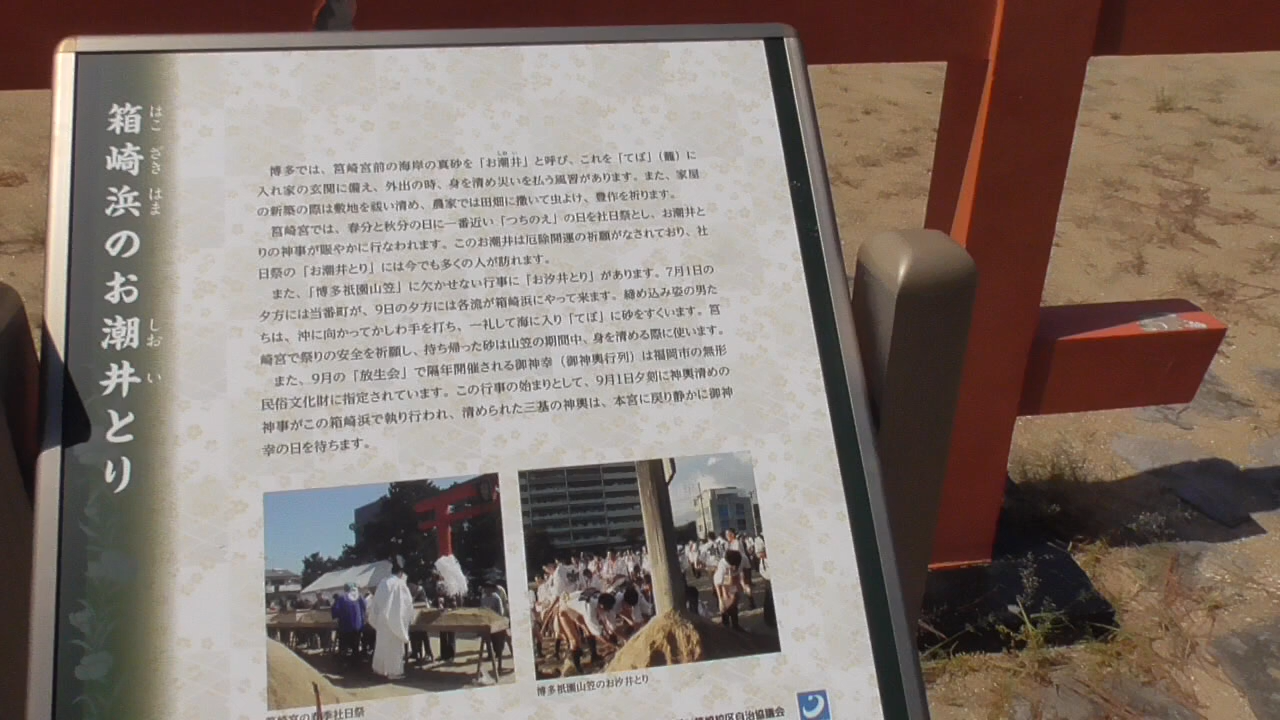 箱崎浜のお潮井とり
はこ ざき はま しお い
博多では、筥崎宮前の海岸の真砂を「お潮井」と呼び、これを「てぼ」（籠）に
しおい
入れ家の玄関に備え、外出の時、身を清め災いを払う風習があります。また、家屋
の新築の際は敷地を祓い清め、農家では田畑に撒いて虫よけ、豊作を祈ります。
筥崎宮では、春分と秋分の日に一番近い「つちのえ」の日を社日祭とし、お潮井と
りの神事が賑やかに行なわれます。このお潮井は厄除開運の祈願がなされており、社
日祭の「お潮井とり」には今でも多くの人が訪れます。
また、「博多祇園山笠」に欠かせない行事に「お汐井とり」があります。7月1日の
夕方には当番町が、9日の夕方には各流が箱崎浜にやって来ます。締め込み姿の男た
ちは、沖に向かってかしわ手を打ち、一礼して海に入り「てぼ」に砂をすくいます。筥
崎宮で祭りの安全を祈願し、持ち帰った砂は山笠の期間中、身を清める際に使います。
また、9月の「放生会」で隔年開催される御神幸（御神輿行列）は福岡市の無形
民俗文化財に指定されています。この行事の始まりとして、9月1日夕刻に神輿清めの
神事がこの箱崎浜で執り行われ、清められた三基の神輿は、本宮に戻り静かに御神
幸の日を待ちます。
筥崎宮の春季社日祭
博多祇園山笠のお汐井とり
校区自治協議会